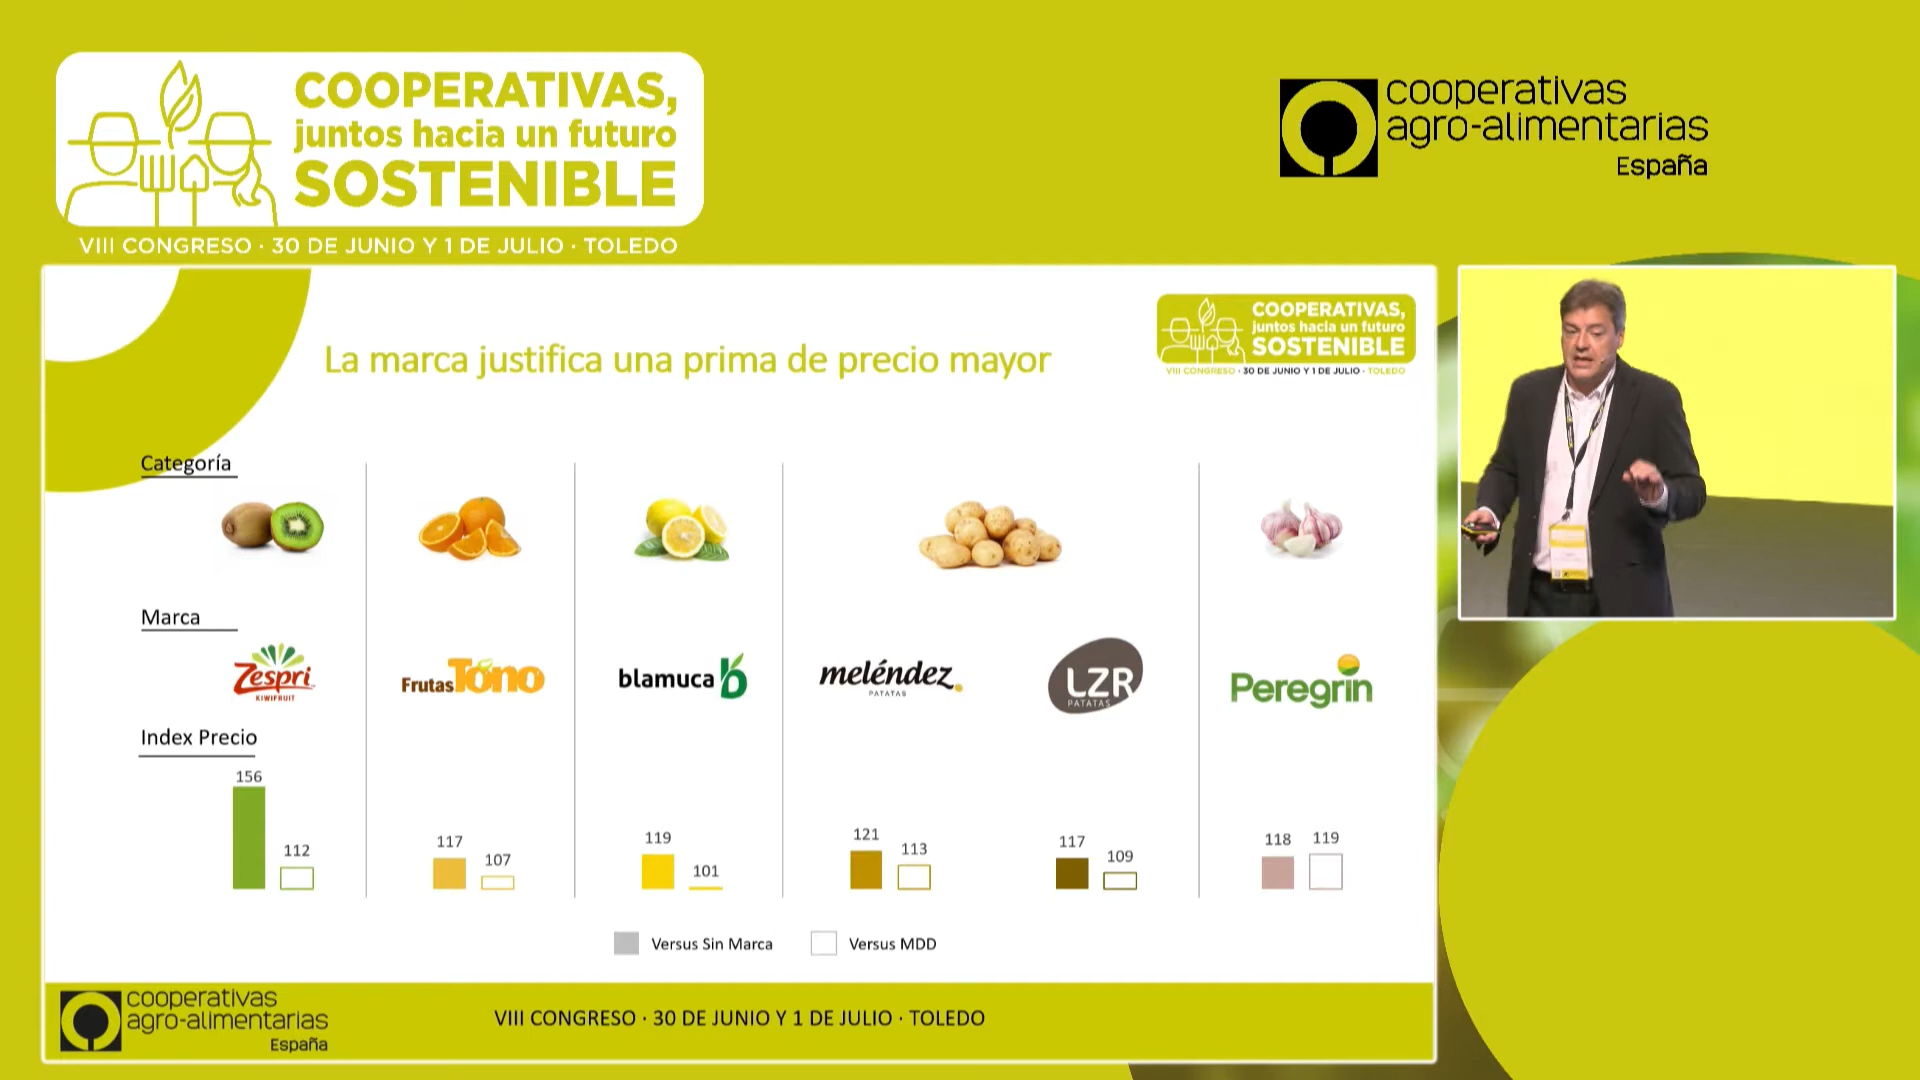 COOPERATIVAS,
juntos hacia un futuro
SOSTENIBLE
VIII CONGRESO · 30 DE JUNIO Y 1 DE JULIO · TOLEDO
cooperativas
agro-alimentarias
España
La marca justifica una prima de precio mayor
COOPERATIVAS,
juntos hacia un futuro
SOSTENIBLE
VIII CONGRESO · 30 DE JUNIO Y 1 DE JULIO · TOLEDO
Categoría
Marca
Zespri
KIWIFRUIT
Frutas Toño
blamuca b
meléndez.
PATATAS
LZR
PATATAS
Peregrín
Index Precio
156
112
117
107
119
101
121
113
117
109
118
119
Versus Sin Marca
Versus MDD
cooperativas
agro-alimentarias
España
VIII CONGRESO · 30 DE JUNIO Y 1 DE JULIO · TOLEDO